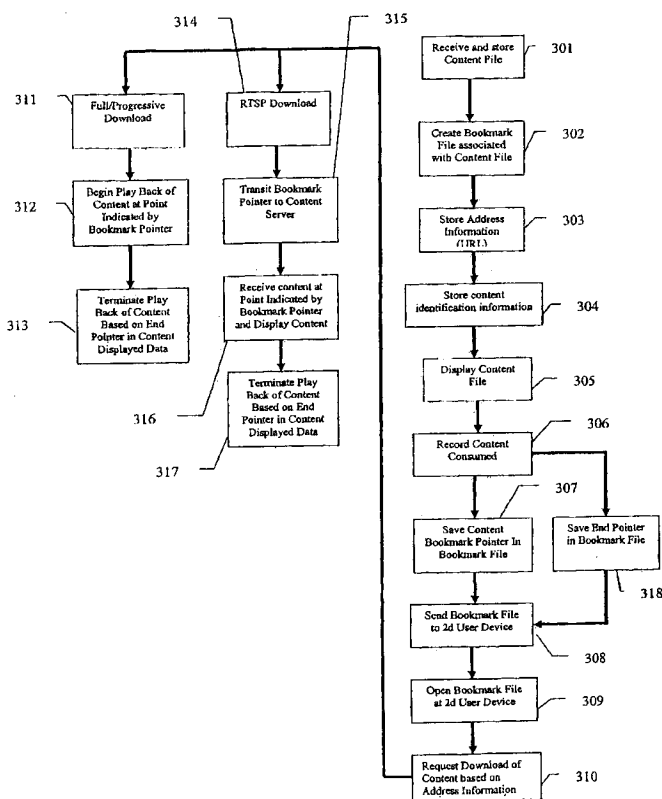 314
315
311
Full/Progressive
Download
RTSP Download
312
Begin Play Back of
Content at Point
Indicated by
Bookmark Pointer
Transit Bookmark
Pointer to Content
Server
313
Terminate Play
Back of Content
Based on End
Pointer in Content
Displayed Data
Receive content at
Point Indicated by
Bookmark Pointer
and Display Content
316
Terminate Play
Back of Content
Based on End
Pointer in Content
Displayed Data
317
Receive and store
Content File
301
Create Bookmark
File associated
with Content File
302
Store Address
Information
(URL)
303
Store content
identification information
304
Display Content
File
305
Record Content
Consumed
306
307
Save Content
Bookmark Pointer In
Bookmark File
Save End Pointer
in Bookmark File
318
Send Bookmark File
to 2d User Device
308
Open Bookmark File
at 2d User Device
309
Request Download of
Content based on
Address Information
310